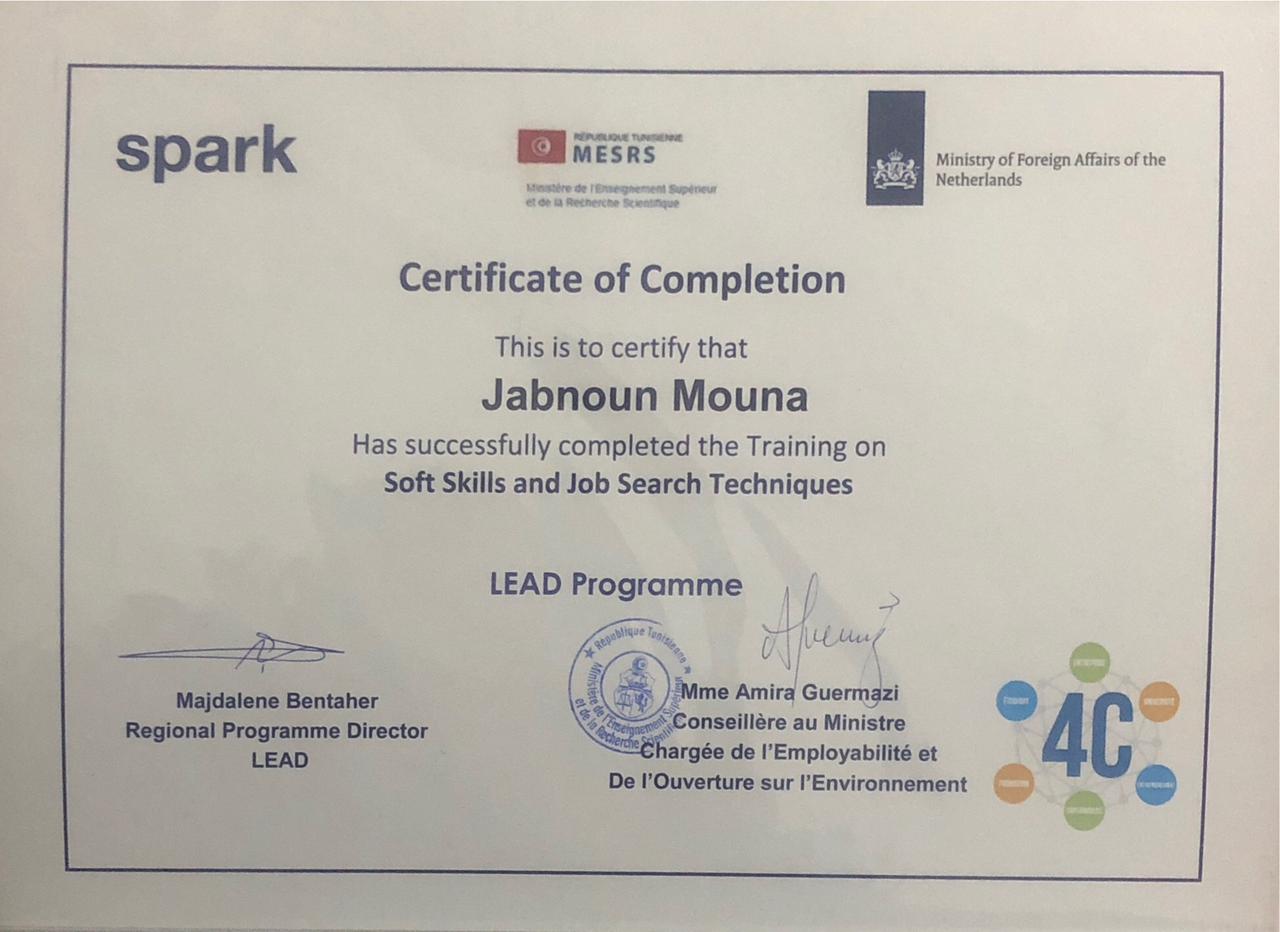 spark
RÉPUBLIQUE TUNISIENNE
MESRS
Ministère de l'Enseignement Supérieur
et de la Recherche Scientifique
Ministry of Foreign Affairs of the
Netherlands
Certificate of Completion
This is to certify that
Jabnoun Mouna
Has successfully completed the Training on
Soft Skills and Job Search Techniques
LEAD Programme
Majdalene Bentaher
Regional Programme Director
LEAD
République Tunisienne
Ministère de l'Enseignement Supérieur
et de la Recherche Scientifique
Mme Amira Guermazi
Conseillère au Ministre
Chargée de l'Employabilité et
De l'Ouverture sur l'Environnement
4C